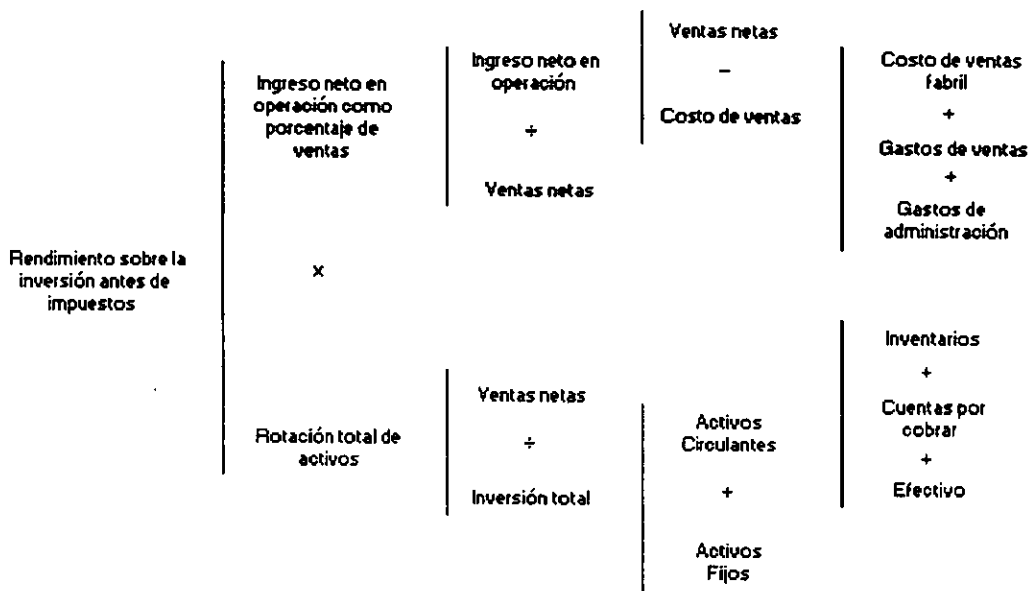 Rendimiento sobre la
inversión antes de
impuestos
Ingreso neto en
operación como
porcentaje de
ventas
×
Rotación total de
activos
Ingreso neto en
operación
÷
Ventas netas
Ventas netas
÷
Inversión total
Ventas netas
–
Costo de ventas
Activos
Circulantes
+
Activos
Fijos
Costo de ventas
fabril
+
Gastos de ventas
+
Gastos de
administración
Inventarios
+
Cuentas por
cobrar
+
Efectivo